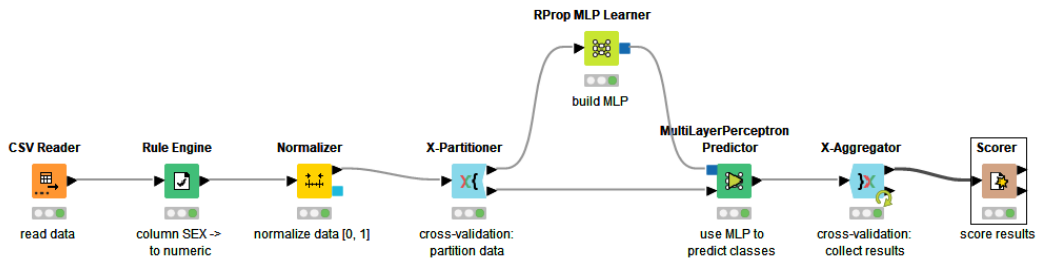 RProp MLP Learner
build MLP
CSV Reader
Rule Engine
Normalizer
X-Partitioner
MultiLayerPerceptron
Predictor
X-Aggregator
Scorer
read data
column SEX ->
to numeric
normalize data [0, 1]
cross-validation:
partition data
use MLP to
predict classes
cross-validation:
collect results
score results